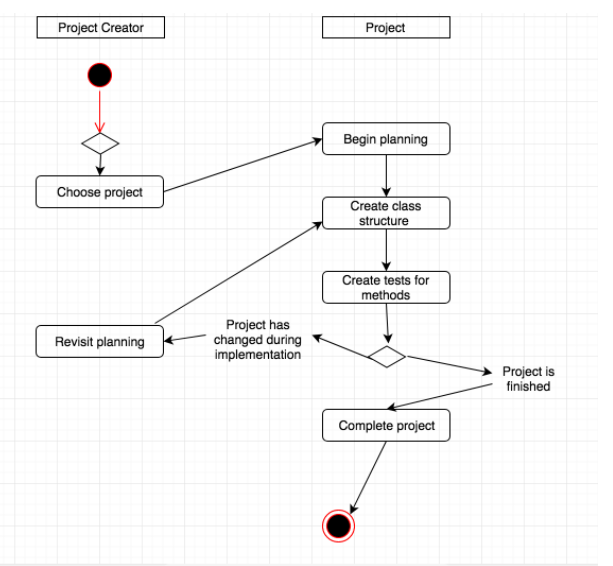 Project Creator
Project
Begin planning
Choose project
Create class
structure
Create tests for
methods
Project has
changed during
implementation
Revisit planning
Project is
finished
Complete project